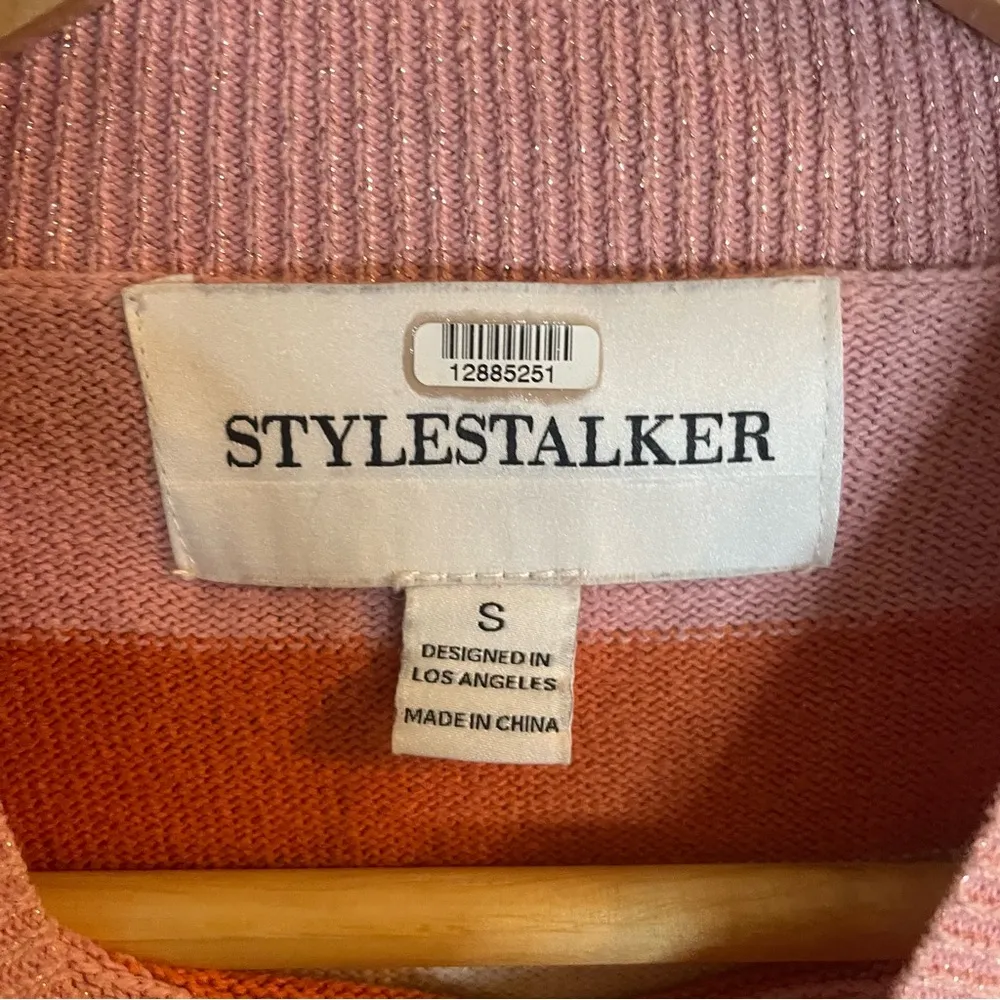 12885251
STYLESTALKER
S
DESIGNED IN
LOS ANGELES
MADE IN CHINA